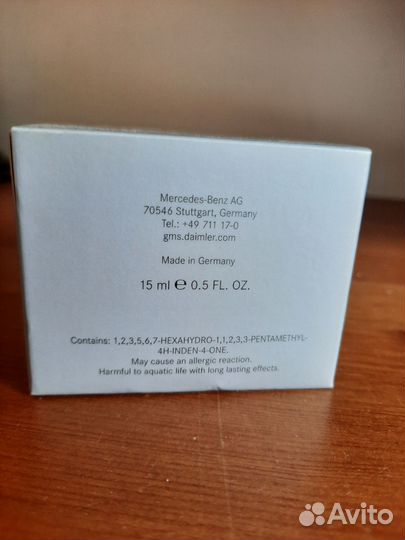 Mercedes-Benz AG
70546 Stuttgart, Germany
Tel.: +49 711 17-0
gms.daimler.com
Made in Germany
15 ml ℮ 0.5 FL. OZ.
Contains: 1,2,3,5,6,7-HEXAHYDRO-1,1,2,3,3-PENTAMETHYL-
4H-INDEN-4-ONE.
May cause an allergic reaction.
Harmful to aquatic life with long lasting effects.
Avito